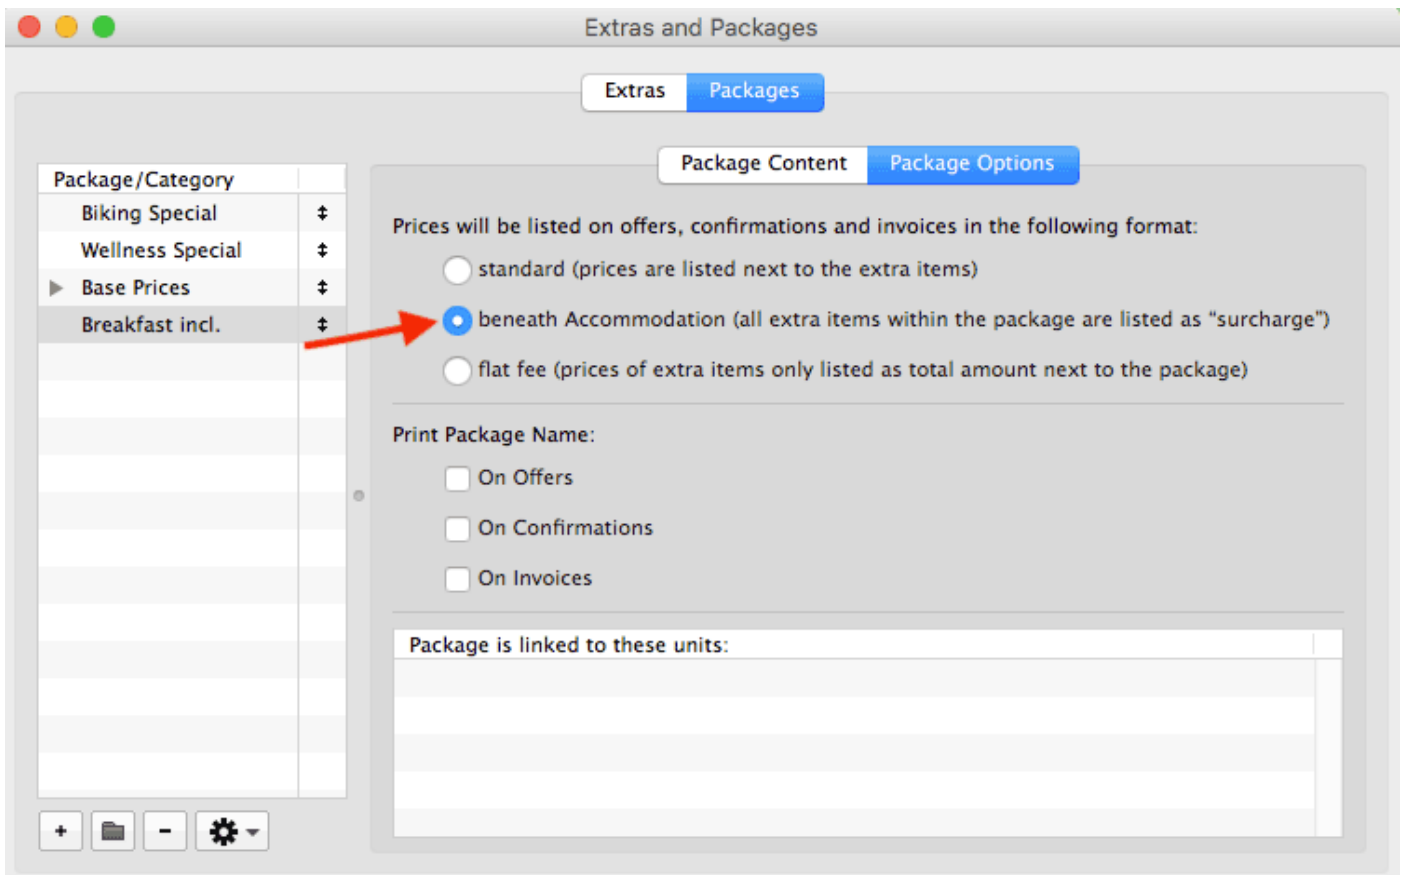 Extras and Packages
Extras
Packages
Package Content
Package Options
Package/Category
Biking Special
Wellness Special
Base Prices
Breakfast incl.
Prices will be listed on offers, confirmations and invoices in the following format:
standard (prices are listed next to the extra items)
beneath Accommodation (all extra items within the package are listed as “surcharge”)
flat fee (prices of extra items only listed as total amount next to the package)
Print Package Name:
On Offers
On Confirmations
On Invoices
Package is linked to these units: